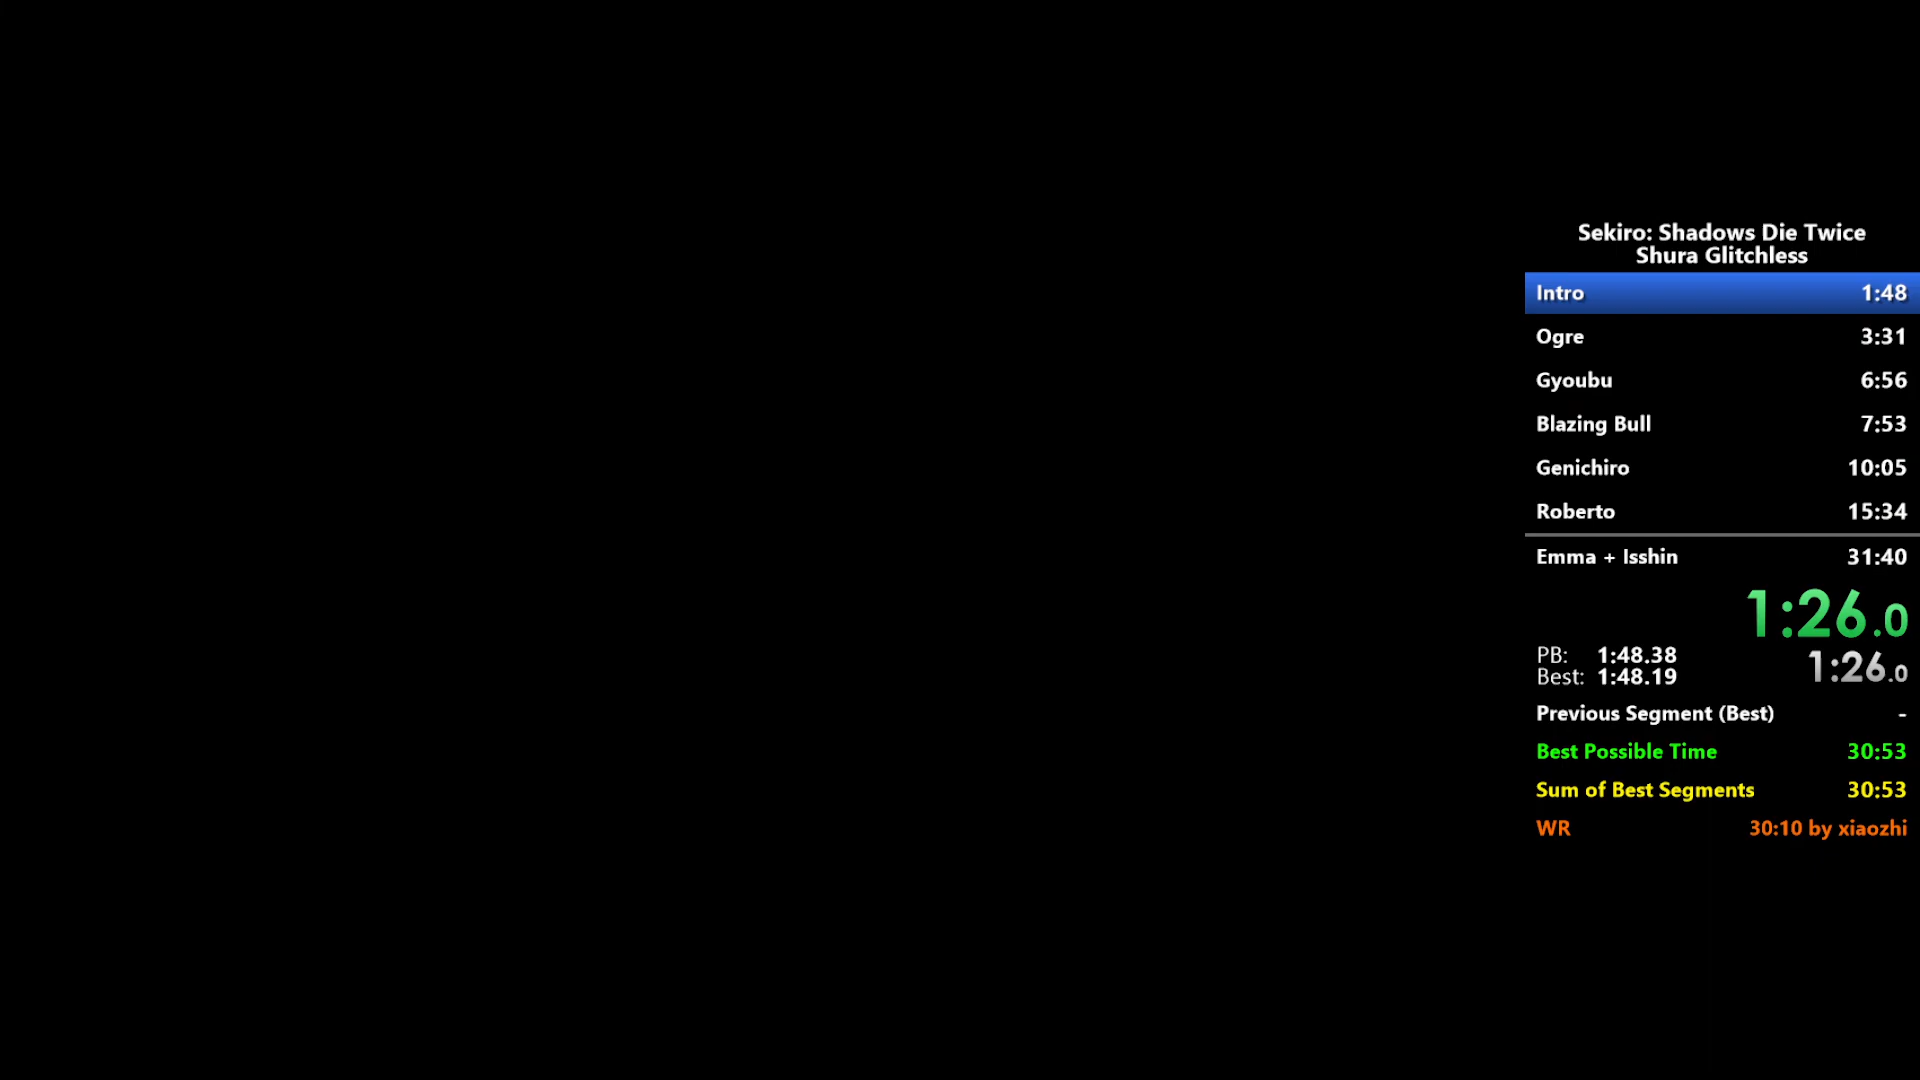 Sekiro: Shadows Die Twice
Shura Glitchless
Intro 1:48
Ogre 3:31
Gyoubu 6:56
Blazing Bull 7:53
Genichiro 10:05
Roberto 15:34
Emma + Isshin 31:40
1:26.0
PB: 1:48.38
Best: 1:48.19
1:26.0
Previous Segment (Best) -
Best Possible Time 30:53
Sum of Best Segments 30:53
WR 30:10 by xiaozhi